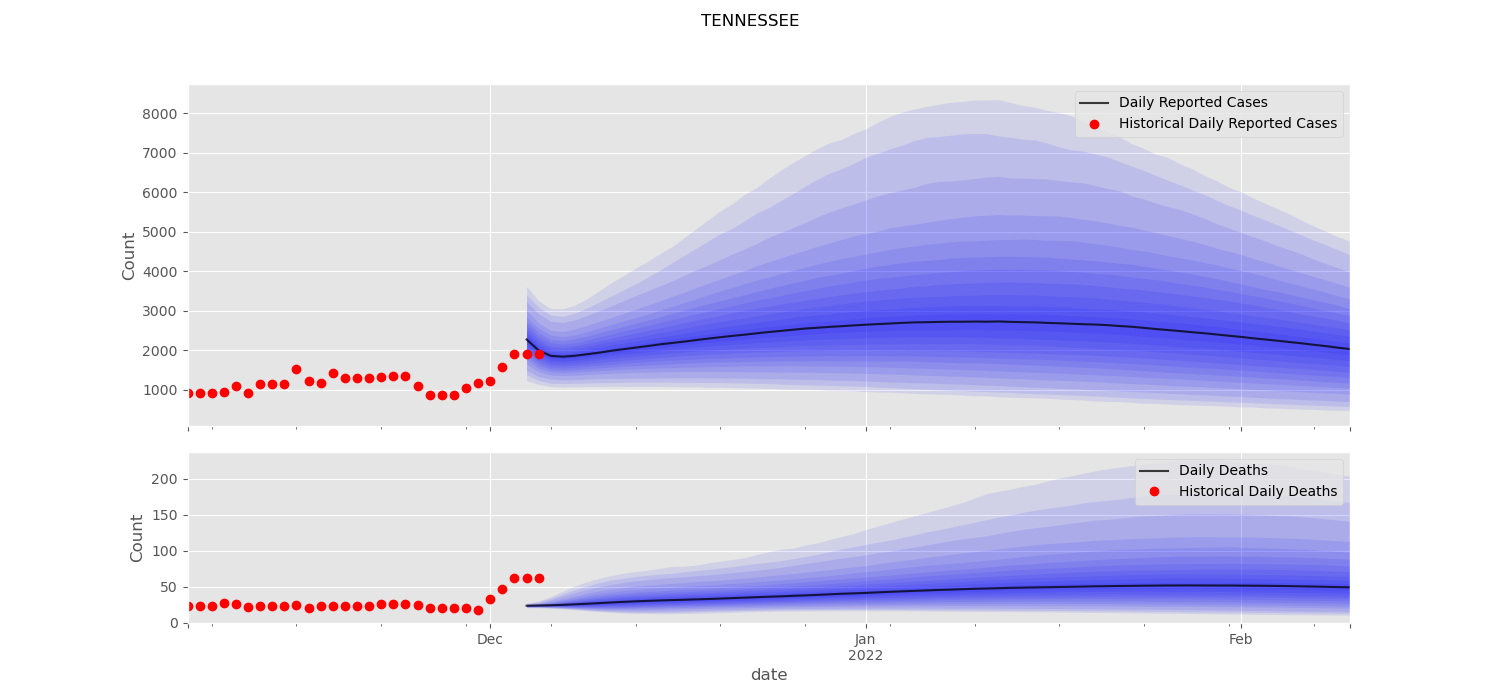 TENNESSEE
Daily Reported Cases
Historical Daily Reported Cases
8000
7000
6000
5000
4000
3000
2000
1000
Count
Daily Deaths
Historical Daily Deaths
200
150
100
50
0
Count
Dec
Jan
2022
Feb
date